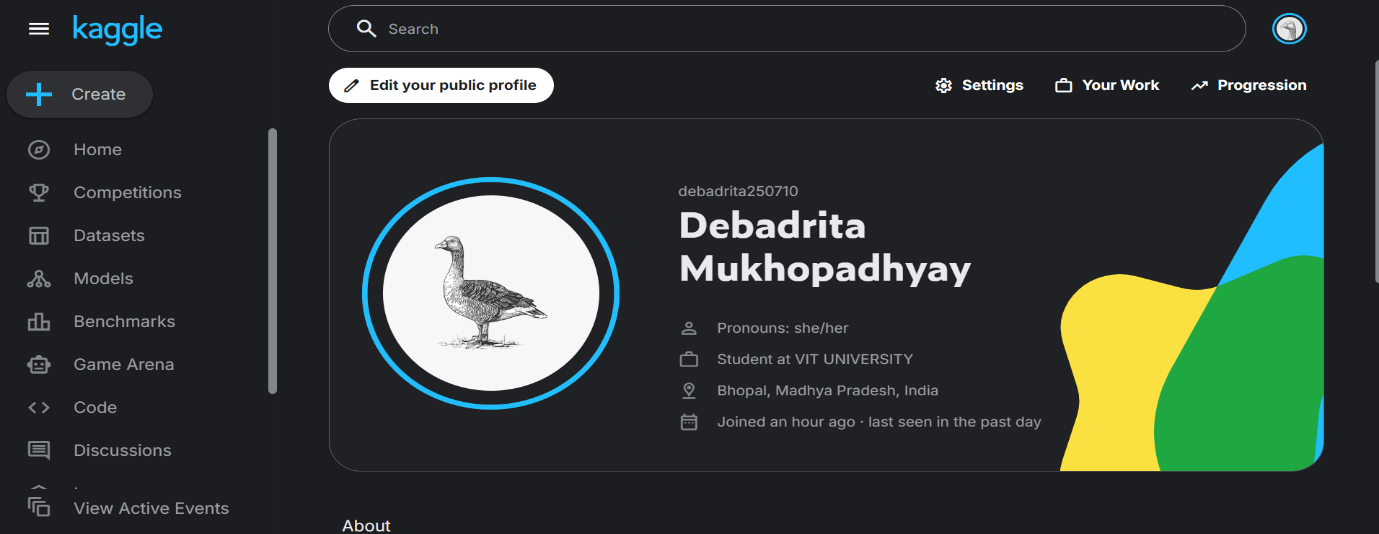 kaggle
Search
Create
Edit your public profile
Settings
Your Work
Progression
Home
Competitions
Datasets
Models
Benchmarks
Game Arena
Code
Discussions
View Active Events
debadrita250710
Debadrita
Mukhopadhyay
Pronouns: she/her
Student at VIT UNIVERSITY
Bhopal, Madhya Pradesh, India
Joined an hour ago · last seen in the past day
About